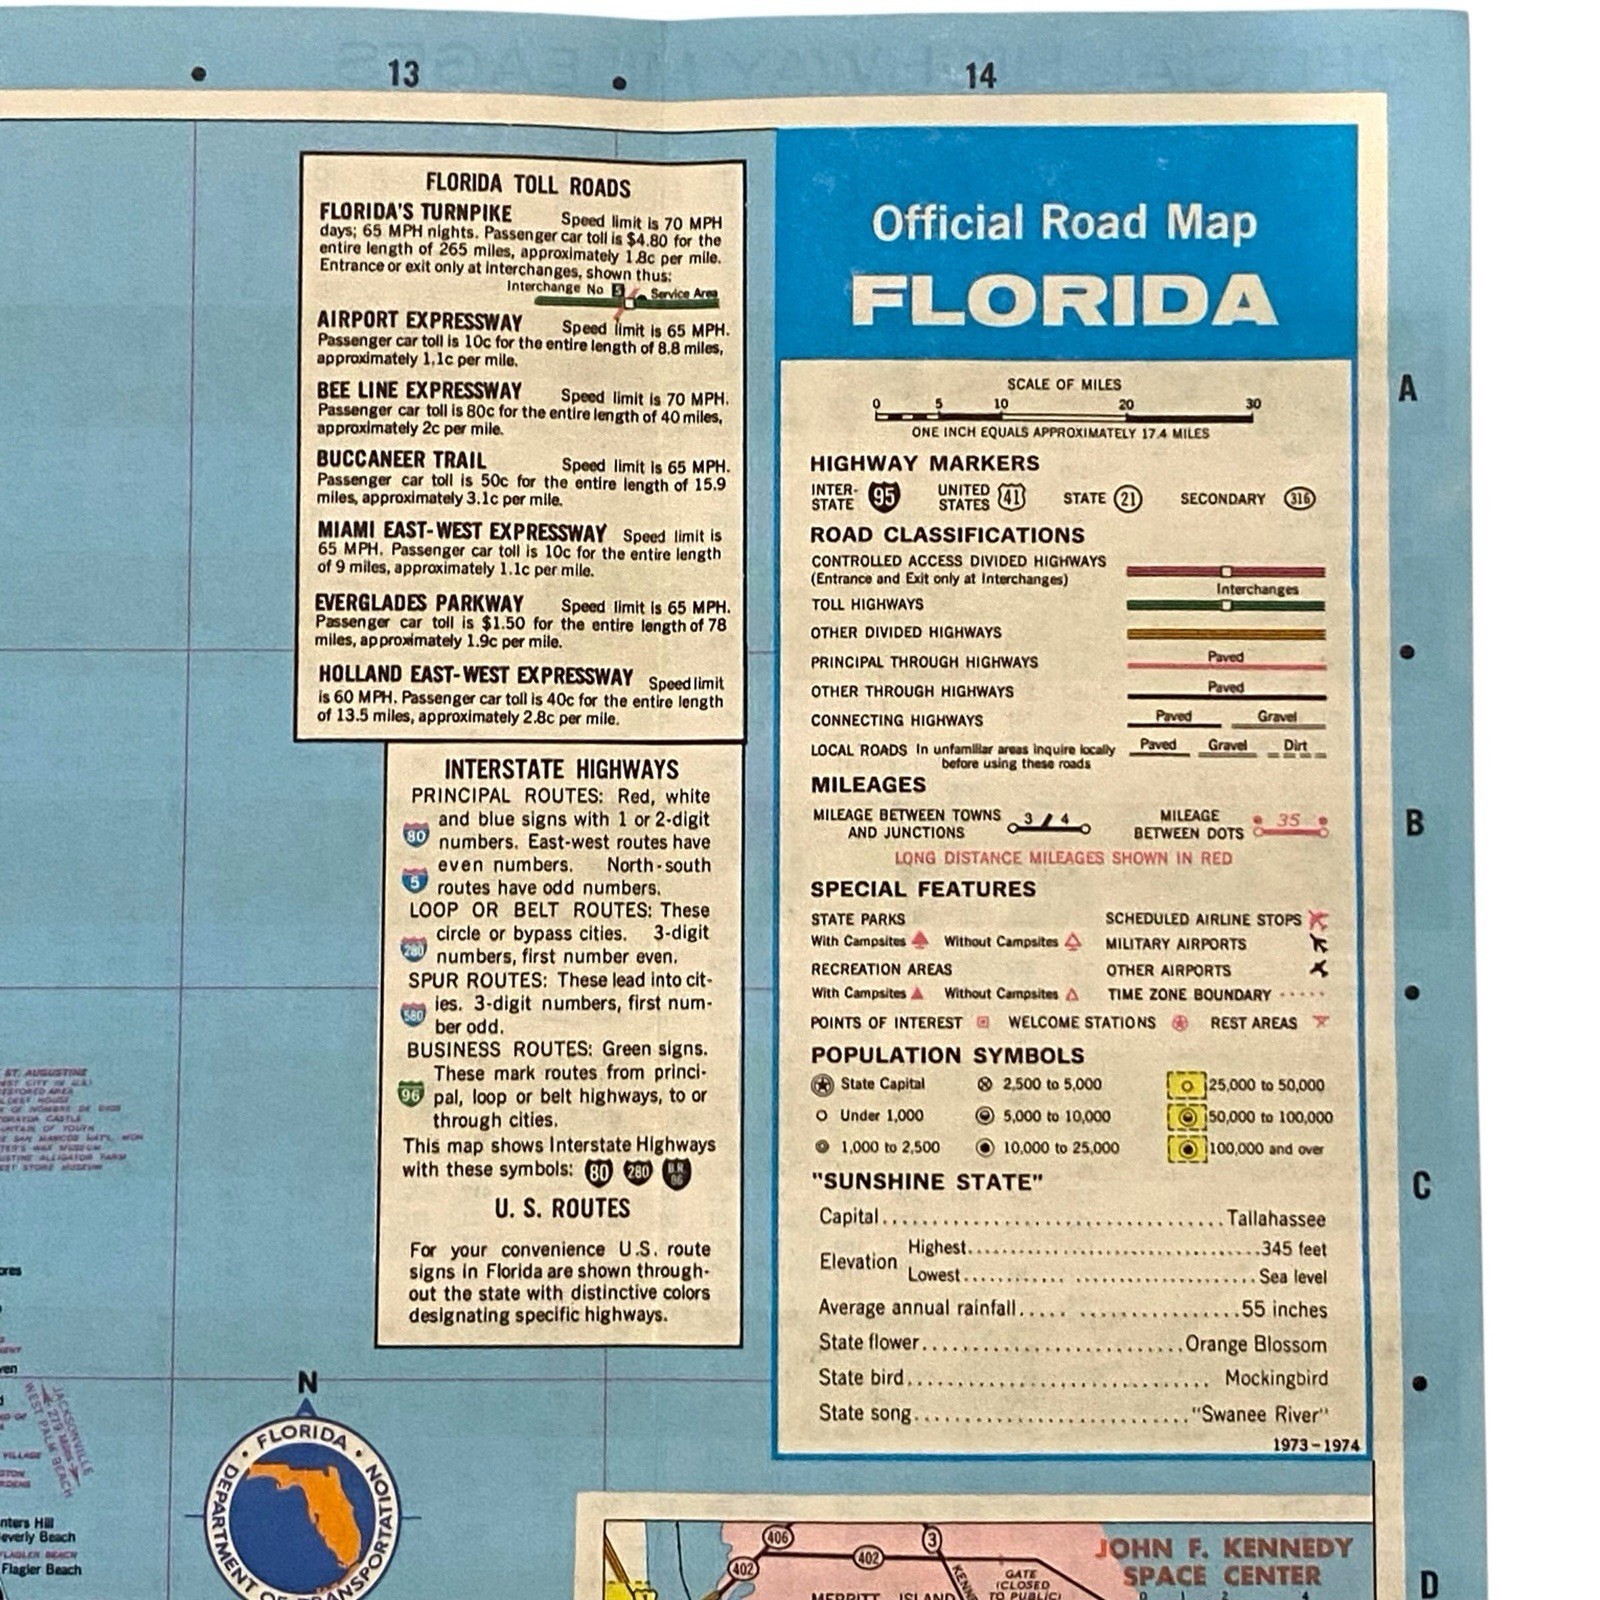 13
14
FLORIDA TOLL ROADS
FLORIDA'S TURNPIKE Speed limit is 70 MPH
days; 65 MPH nights. Passenger car toll is $4.80 for the
entire length of 265 miles, approximately 1.8c per mile.
Entrance or exit only at interchanges, shown thus:
Interchange No 5 Service Area
AIRPORT EXPRESSWAY Speed limit is 65 MPH.
Passenger car toll is 10c for the entire length of 8.8 miles,
approximately 1.1c per mile.
BEE LINE EXPRESSWAY Speed limit is 70 MPH.
Passenger car toll is 80c for the entire length of 40 miles,
approximately 2c per mile.
BUCCANEER TRAIL Speed limit is 65 MPH.
Passenger car toll is 50c for the entire length of 15.9
miles, approximately 3.1c per mile.
MIAMI EAST-WEST EXPRESSWAY Speed limit is
65 MPH. Passenger car toll is 10c for the entire length
of 9 miles, approximately 1.1c per mile.
EVERGLADES PARKWAY Speed limit is 65 MPH.
Passenger car toll is $1.50 for the entire length of 78
miles, approximately 1.9c per mile.
HOLLAND EAST-WEST EXPRESSWAY Speed limit
is 60 MPH. Passenger car toll is 40c for the entire length
of 13.5 miles, approximately 2.8c per mile.
INTERSTATE HIGHWAYS
PRINCIPAL ROUTES: Red, white
and blue signs with 1 or 2-digit
80 numbers. East-west routes have
even numbers. North-south
5 routes have odd numbers.
LOOP OR BELT ROUTES: These
circle or bypass cities. 3-digit
280 numbers, first number even.
SPUR ROUTES: These lead into cit-
580 ies. 3-digit numbers, first num-
ber odd.
BUSINESS ROUTES: Green signs.
These mark routes from princi-
96 pal, loop or belt highways, to or
through cities.
This map shows Interstate Highways
with these symbols: 80 280
U. S. ROUTES
For your convenience U.S. route
signs in Florida are shown through-
out the state with distinctive colors
designating specific highways.
Official Road Map
FLORIDA
SCALE OF MILES
0 5 10 20 30
ONE INCH EQUALS APPROXIMATELY 17.4 MILES
HIGHWAY MARKERS
INTER-STATE 95 UNITED STATES 41 STATE 21 SECONDARY 316
ROAD CLASSIFICATIONS
CONTROLLED ACCESS DIVIDED HIGHWAYS
(Entrance and Exit only at Interchanges)
Interchanges
TOLL HIGHWAYS
OTHER DIVIDED HIGHWAYS
PRINCIPAL THROUGH HIGHWAYS Paved
OTHER THROUGH HIGHWAYS Paved
CONNECTING HIGHWAYS Paved Gravel
LOCAL ROADS In unfamiliar areas inquire locally Paved Gravel Dirt
before using these roads
MILEAGES
MILEAGE BETWEEN TOWNS 3 4 MILEAGE 35
AND JUNCTIONS BETWEEN DOTS
LONG DISTANCE MILEAGES SHOWN IN RED
SPECIAL FEATURES
STATE PARKS SCHEDULED AIRLINE STOPS
With Campsites Without Campsites MILITARY AIRPORTS
RECREATION AREAS OTHER AIRPORTS
With Campsites Without Campsites TIME ZONE BOUNDARY
POINTS OF INTEREST WELCOME STATIONS REST AREAS
POPULATION SYMBOLS
State Capital 2,500 to 5,000 25,000 to 50,000
Under 1,000 5,000 to 10,000 50,000 to 100,000
1,000 to 2,500 10,000 to 25,000 100,000 and over
"SUNSHINE STATE"
Capital Tallahassee
Elevation Highest 345 feet
Lowest Sea level
Average annual rainfall 55 inches
State flower Orange Blossom
State bird Mockingbird
State song "Swanee River"
1973-1974
A
B
C
D
ST. AUGUSTINE
JACKSONVILLE
279 Miles
WEST PALM BEACH
VILLAGE
nters Hill
everly Beach
FLAGLER BEACH
Flagler Beach
N
FLORIDA
DEPARTMENT OF TRANSPORTATION
JOHN F. KENNEDY
SPACE CENTER
406
402
402
3
GATE
(CLOSED
TO PUBLIC)
MERRITT ISLAND